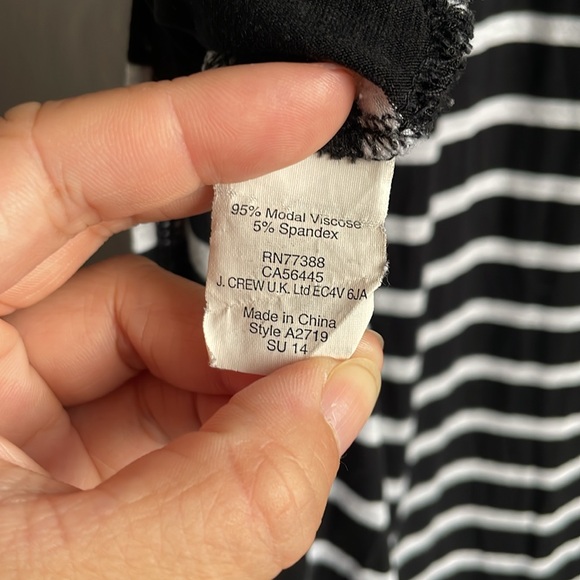 95% Modal Viscose
5% Spandex
RN77388
CA56445
J. CREW U.K. Ltd EC4V 6JA
Made in China
Style A2719
SU 14